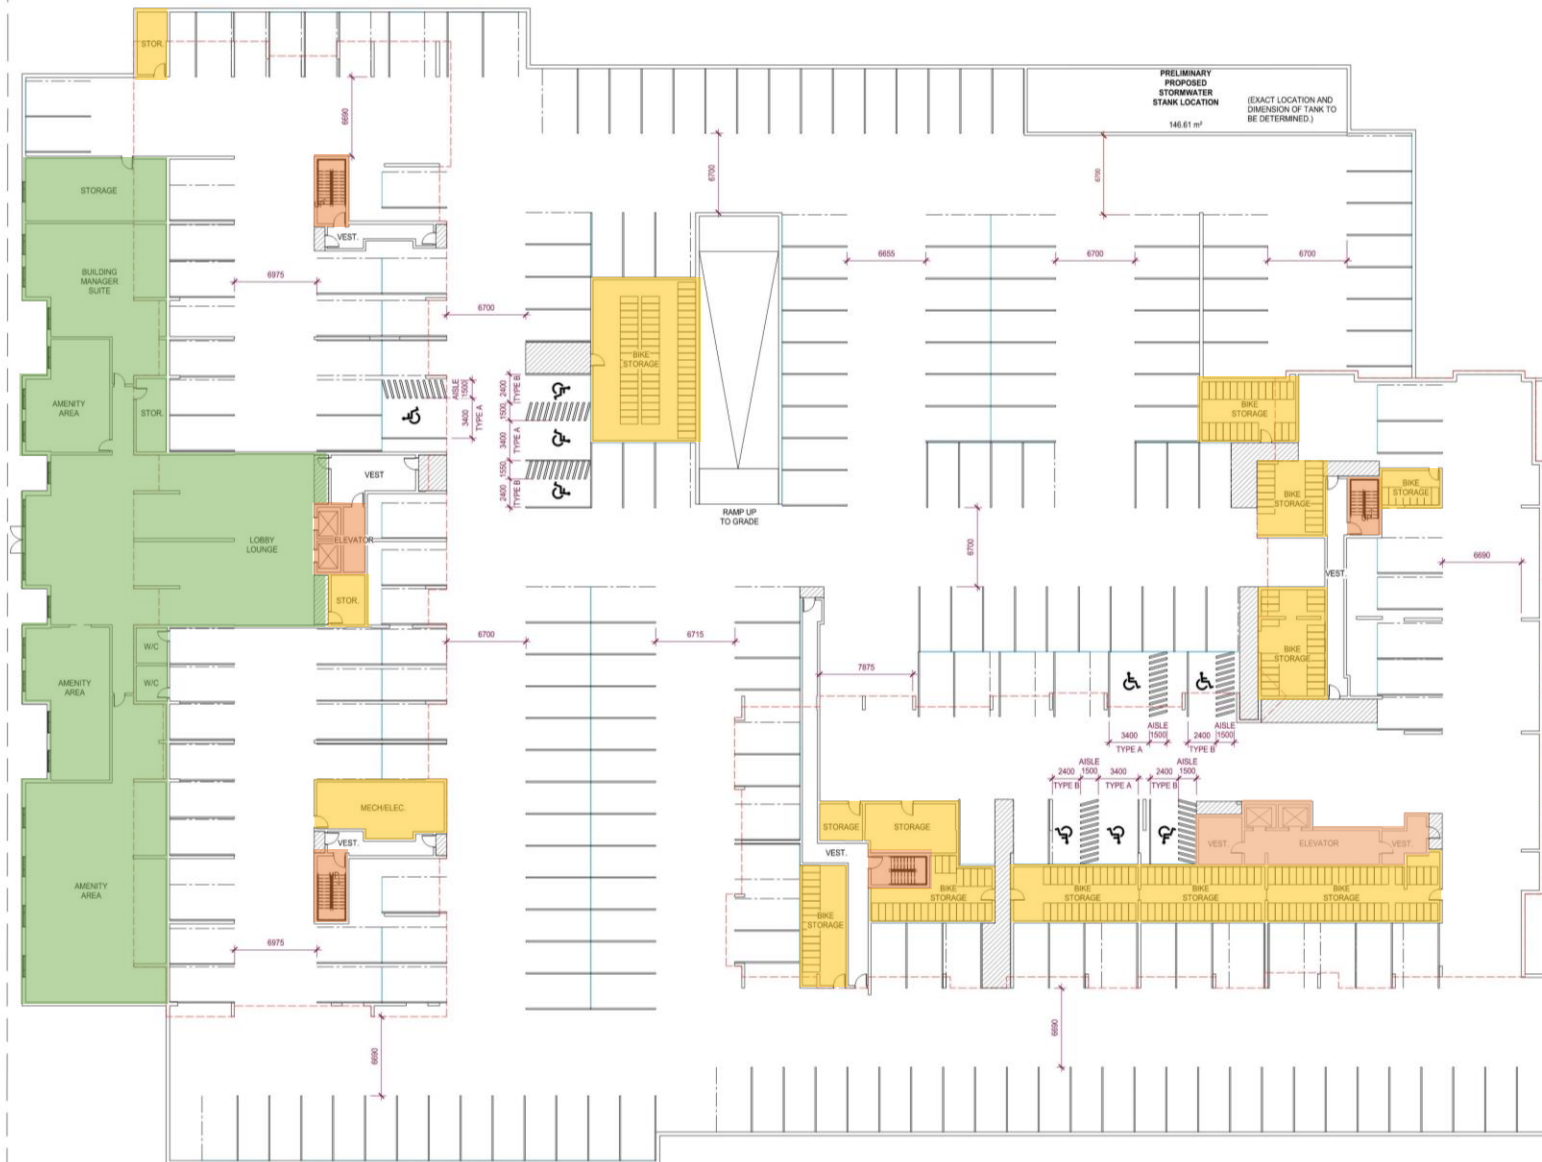 STOR.
PRELIMINARY
PROPOSED
STORMWATER
STANK LOCATION
146.61 m²
(EXACT LOCATION AND
DIMENSION OF TANK TO
BE DETERMINED.)
6690
6700
6700
STORAGE
UP
VEST.
BUILDING
MANAGER
SUITE
6975
6655
6700
6700
6700
BIKE
STORAGE
AMENITY
AREA
STOR.
AISLE
1500
3400
TYPE A
2400
TYPE B
1500
3400
TYPE A
1550
2400
TYPE B
BIKE
STORAGE
VEST
BIKE
STORAGE
BIKE
STORAGE
RAMP UP
TO GRADE
LOBBY
LOUNGE
ELEVATOR
6700
6690
VEST.
STOR.
W/C
W/C
AMENITY
AREA
6700
6715
BIKE
STORAGE
7875
3400
TYPE A
AISLE
1500
2400
TYPE B
AISLE
1500
2400
TYPE B
AISLE
1500
3400
TYPE A
2400
TYPE B
AISLE
1500
MECH/ELEC.
VEST.
STORAGE
STORAGE
VEST.
VEST.
ELEVATOR
VEST.
AMENITY
AREA
BIKE
STORAGE
BIKE
STORAGE
BIKE
STORAGE
BIKE
STORAGE
BIKE
STORAGE
6975
6690
6690